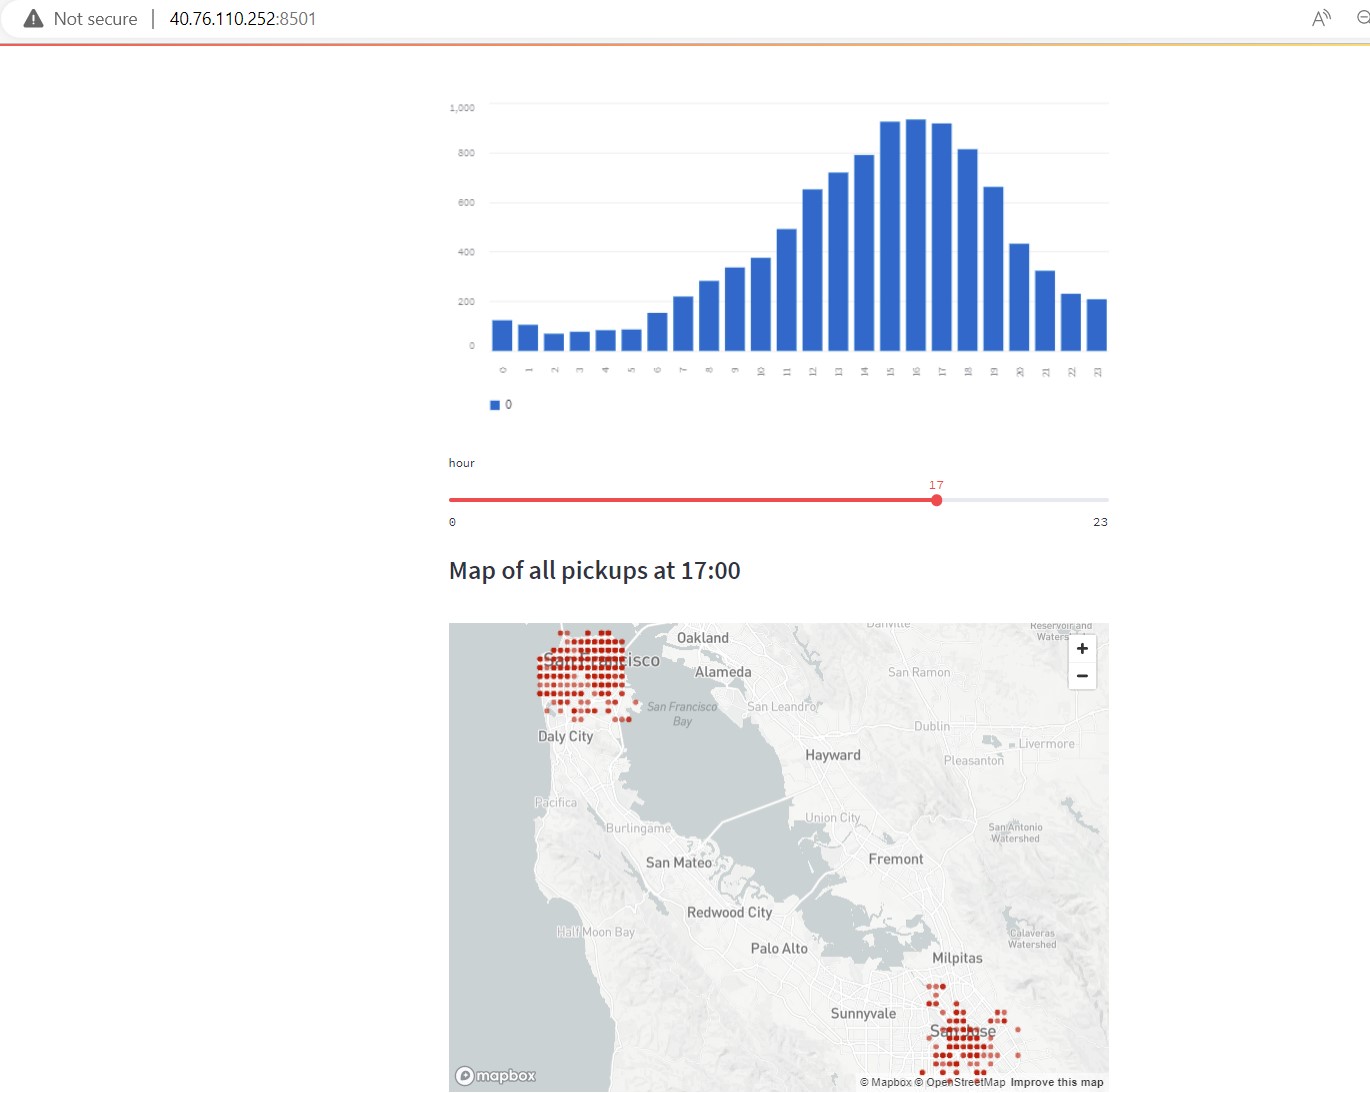 Not secure | 40.76.110.252:8501
1,000
800
600
400
200
0
0 1 2 3 4 5 6 7 8 9 10 11 12 13 14 15 16 17 18 19 20 21 22 23
0
hour
17
0 23
Map of all pickups at 17:00
Danville
Reservoir and
Oakland
San Francisco
Alameda
San Ramon
San Francisco
Bay
San Leandro
Dublin
Daly City
Livermore
Hayward
Pleasanton
Pacifica
Union City
Burlingame
San Antonio
Watershed
San Mateo
Fremont
Redwood City
Half Moon Bay
Calaveras
Watershed
Palo Alto
Milpitas
Sunnyvale
San Jose
mapbox
© Mapbox © OpenStreetMap Improve this map